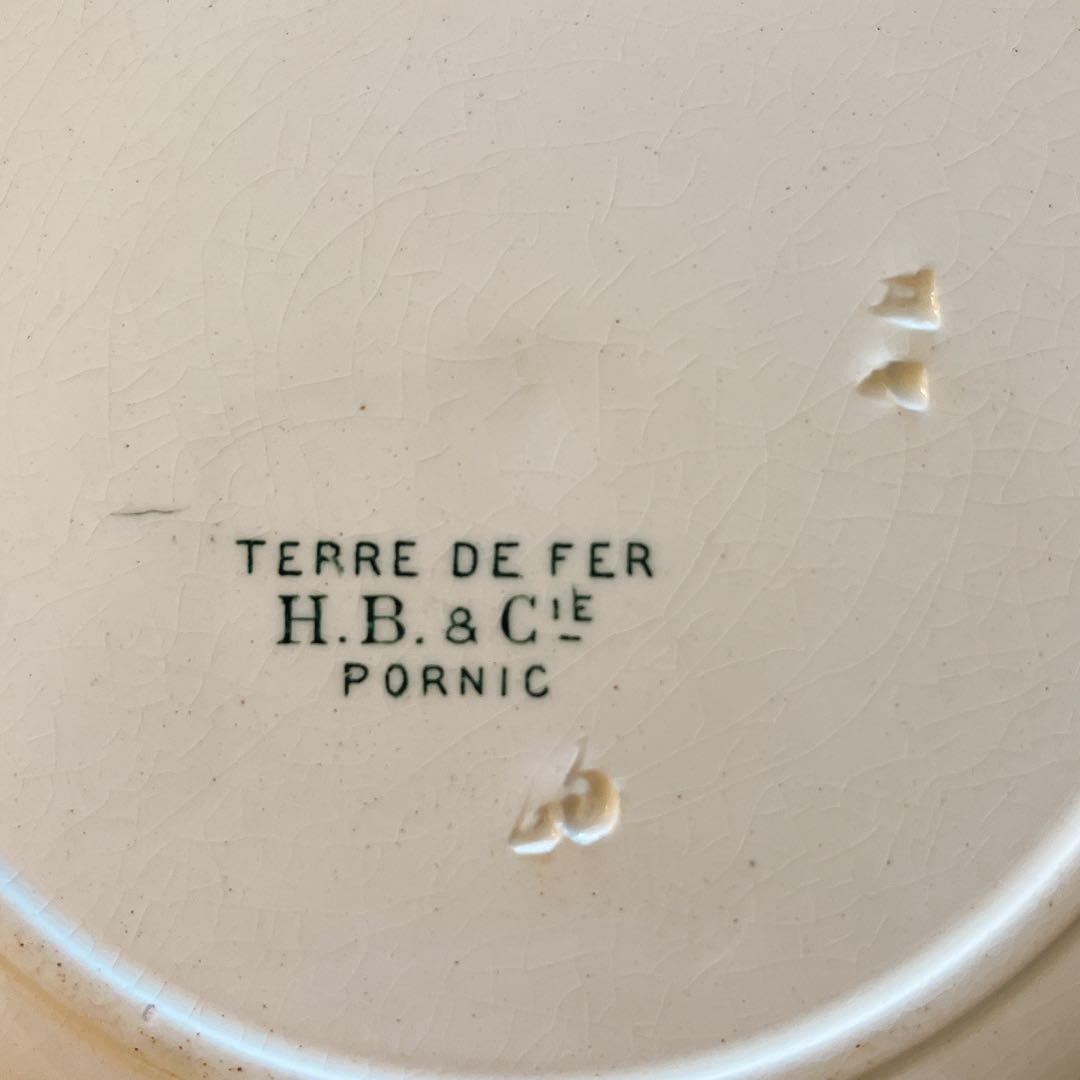 TERRE DE FER
H.B. & CIE
PORNIC